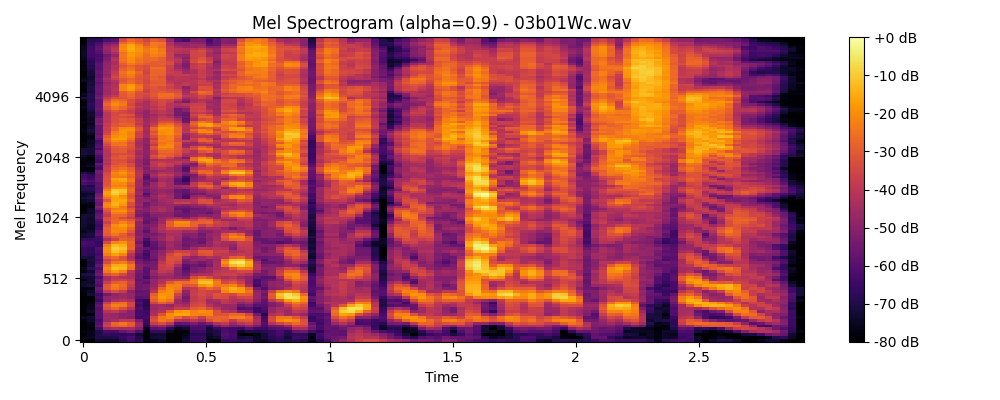 Mel Spectrogram (alpha=0.9) - 03b01Wc.wav
Mel Frequency
4096
2048
1024
512
0
0
0.5
1
1.5
2
2.5
Time
+0 dB
-10 dB
-20 dB
-30 dB
-40 dB
-50 dB
-60 dB
-70 dB
-80 dB